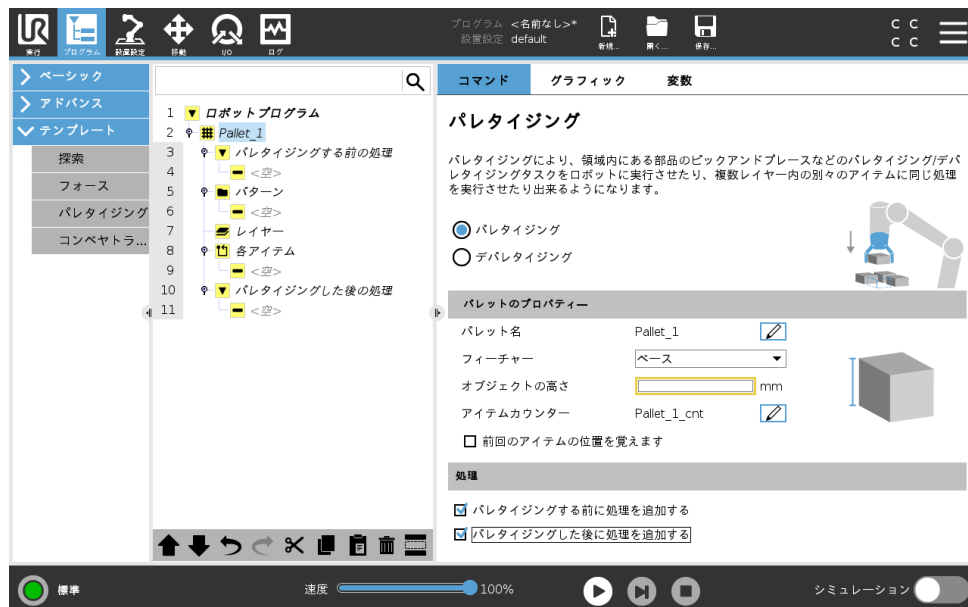 UR
実行
プログラム
設置設定
移動
I/O
ログ
プログラム <名前なし>*
設置設定 default
新規...
開く...
保存...
C C
C C
ベーシック
アドバンス
テンプレート
探索
フォース
パレタイジング
コンベヤトラ...
1 ロボットプログラム
2 Pallet_1
3 パレタイジングする前の処理
4 <空>
5 パターン
6 <空>
7 レイヤー
8 各アイテム
9 <空>
10 パレタイジングした後の処理
11 <空>
コマンド グラフィック 変数
パレタイジング
パレタイジングにより、領域内にある部品のピックアンドプレースなどのパレタイジング/デパ
レタイジングタスクをロボットに実行させたり、複数レイヤー内の別々のアイテムに同じ処理
を実行させたり出来るようになります。
パレタイジング
デパレタイジング
パレットのプロパティー
パレット名 Pallet_1
フィーチャー ベース
オブジェクトの高さ mm
アイテムカウンター Pallet_1_cnt
前回のアイテムの位置を覚えます
処理
パレタイジングする前に処理を追加する
パレタイジングした後に処理を追加する
標準
速度 100%
シミュレーション